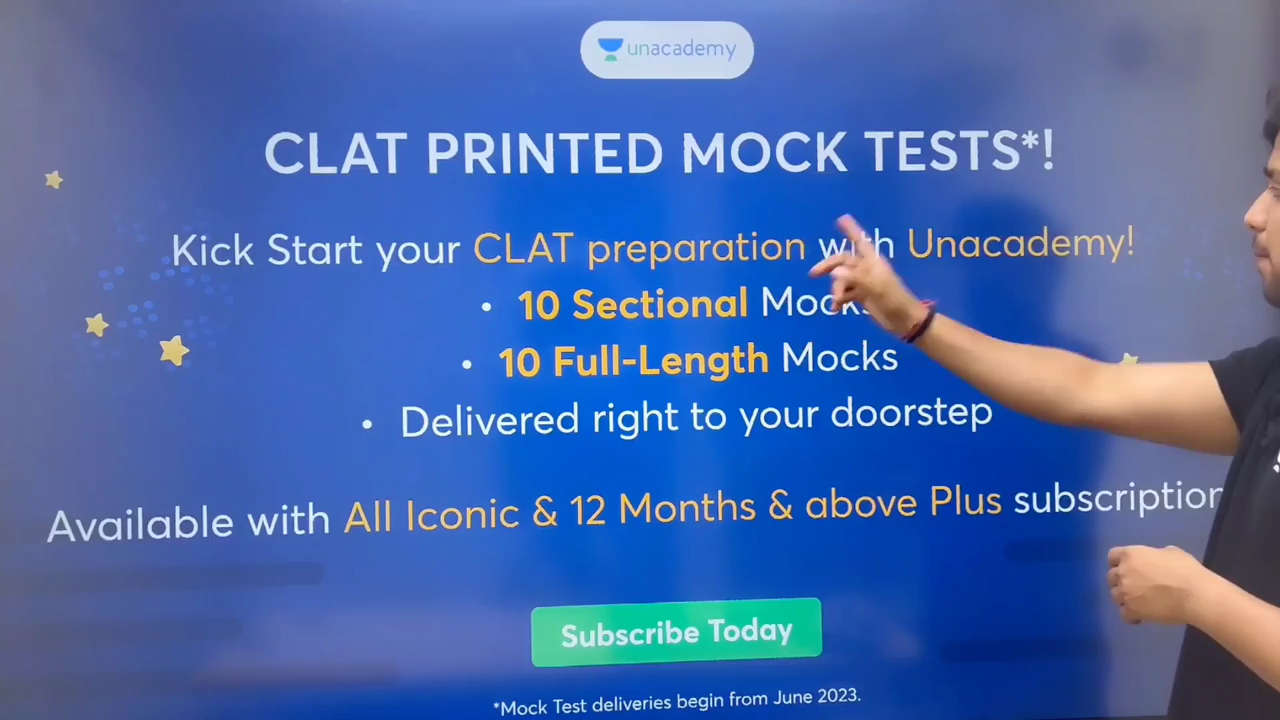 unacademy
CLAT PRINTED MOCK TESTS*!
Kick Start your CLAT preparation with Unacademy!
• 10 Sectional Mocks
• 10 Full-Length Mocks
• Delivered right to your doorstep
Available with All Iconic & 12 Months & above Plus subscription
Subscribe Today
*Mock Test deliveries begin from June 2023.